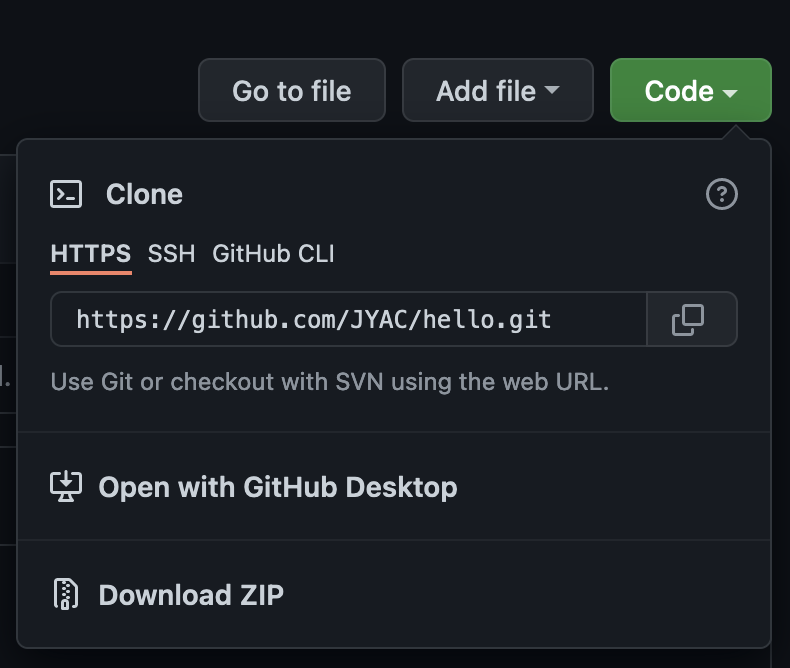 Go to file Add file Code
Clone
HTTPS SSH GitHub CLI
https://github.com/JYAC/hello.git
Use Git or checkout with SVN using the web URL.
Open with GitHub Desktop
Download ZIP